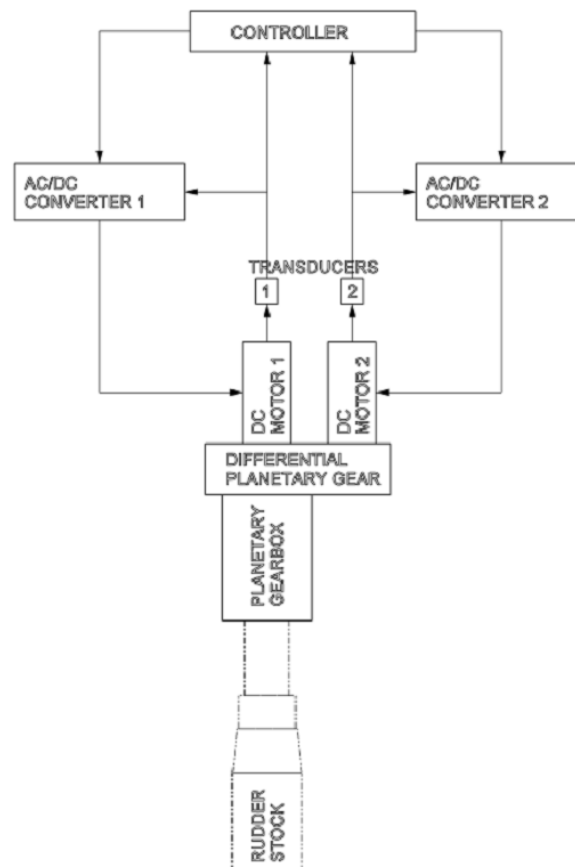 CONTROLLER
AC/DC
CONVERTER 1
AC/DC
CONVERTER 2
TRANSDUCERS
1
2
DC
MOTOR 1
DC
MOTOR 2
DIFFERENTIAL
PLANETARY GEAR
PLANETARY
GEARBOX
RUDDER
STOCK